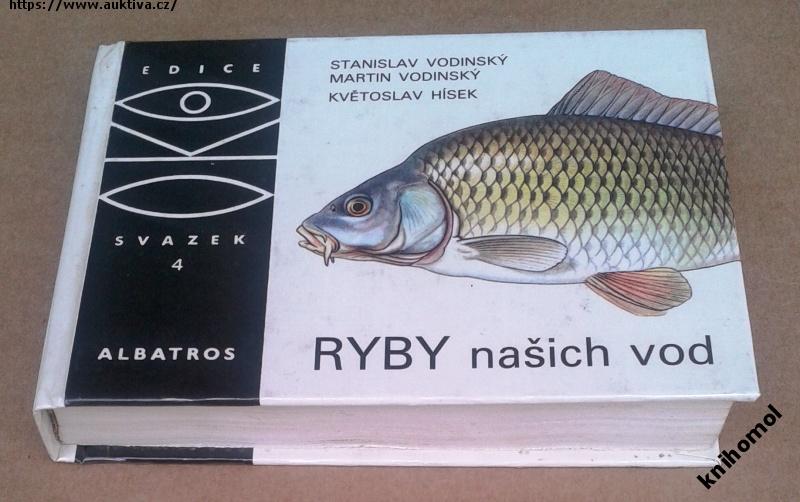 https://www.auktiva.cz/
EDICE
SVAZEK
4
ALBATROS
STANISLAV VODINSKÝ
MARTIN VODINSKÝ
KVĚTOSLAV HÍSEK
RYBY našich vod
knihomol